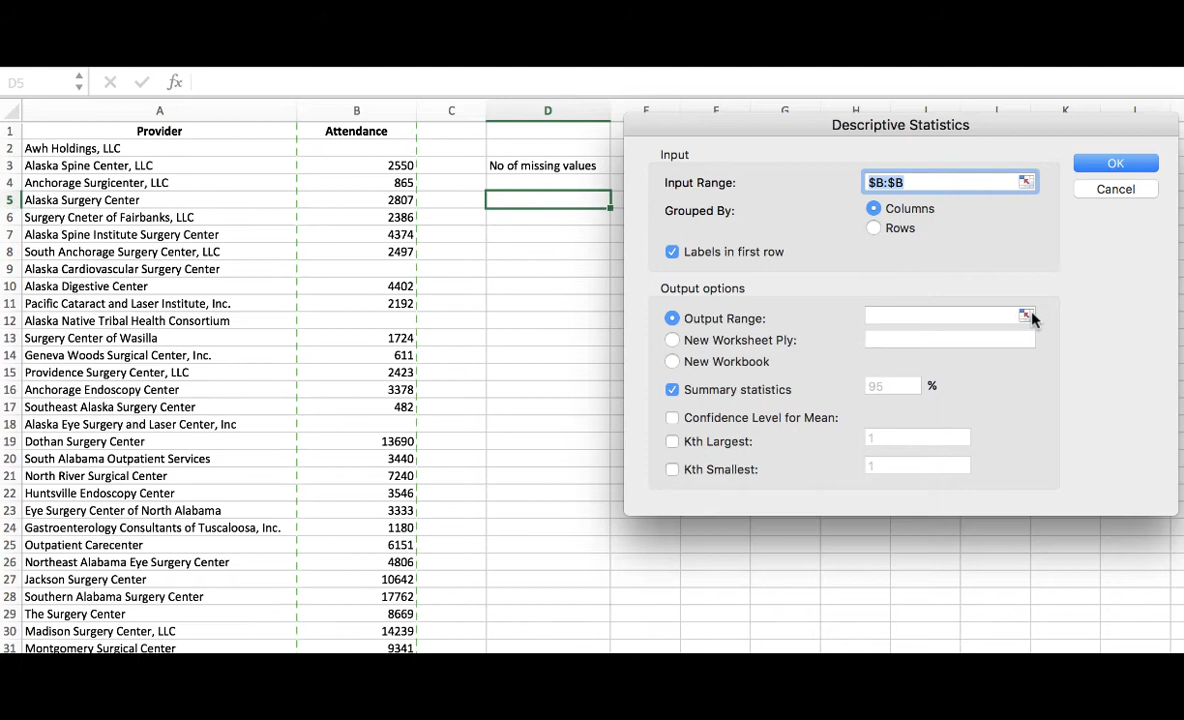 D5 fx
A B C D E F G H I J K L
Provider Attendance
1
2 Awh Holdings, LLC
3 Alaska Spine Center, LLC 2550 No of missing values
4 Anchorage Surgicenter, LLC 865
5 Alaska Surgery Center 2807
6 Surgery Cneter of Fairbanks, LLC 2386
7 Alaska Spine Institute Surgery Center 4374
8 South Anchorage Surgery Center, LLC 2497
9 Alaska Cardiovascular Surgery Center
10 Alaska Digestive Center 4402
11 Pacific Cataract and Laser Institute, Inc. 2192
12 Alaska Native Tribal Health Consortium
13 Surgery Center of Wasilla 1724
14 Geneva Woods Surgical Center, Inc. 611
15 Providence Surgery Center, LLC 2423
16 Anchorage Endoscopy Center 3378
17 Southeast Alaska Surgery Center 482
18 Alaska Eye Surgery and Laser Center, Inc
19 Dothan Surgery Center 13690
20 South Alabama Outpatient Services 3440
21 North River Surgical Center 7240
22 Huntsville Endoscopy Center 3546
23 Eye Surgery Center of North Alabama 3333
24 Gastroenterology Consultants of Tuscaloosa, Inc. 1180
25 Outpatient Carecenter 6151
26 Northeast Alabama Eye Surgery Center 4806
27 Jackson Surgery Center 10642
28 Southern Alabama Surgery Center 17762
29 The Surgery Center 8669
30 Madison Surgery Center, LLC 14239
31 Montgomery Surgical Center 9341
Descriptive Statistics
Input
Input Range: $B:$B
Grouped By: Columns
Rows
Labels in first row
OK
Cancel
Output options
Output Range:
New Worksheet Ply:
New Workbook
Summary statistics 95 %
Confidence Level for Mean:
Kth Largest: 1
Kth Smallest: 1